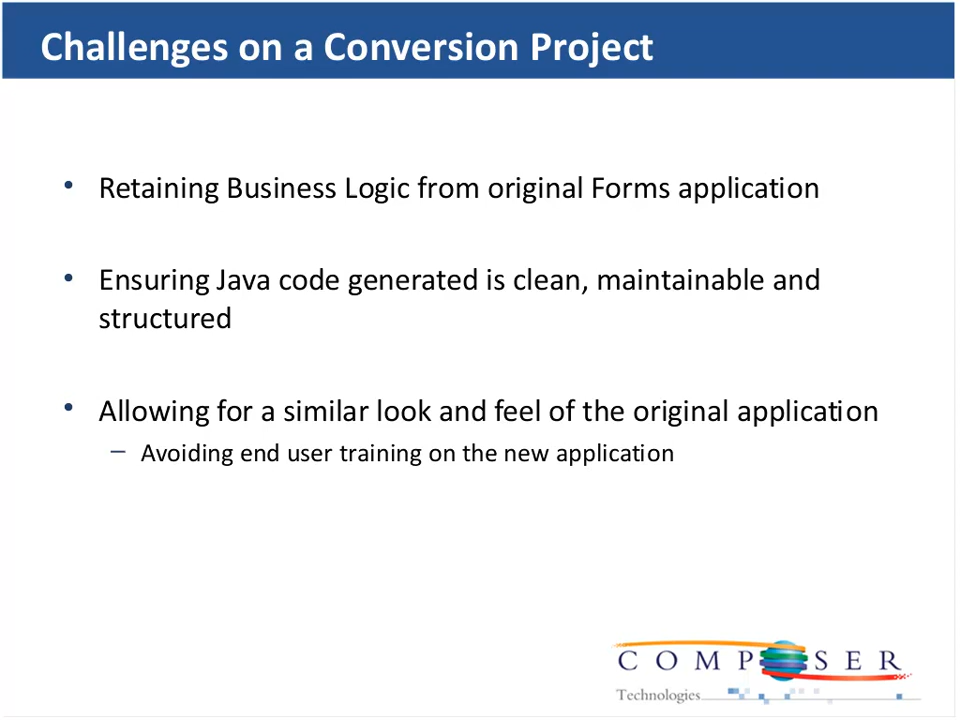 Challenges on a Conversion Project
• Retaining Business Logic from original Forms application
• Ensuring Java code generated is clean, maintainable and
structured
• Allowing for a similar look and feel of the original application
– Avoiding end user training on the new application
COMPOSER
Technologies